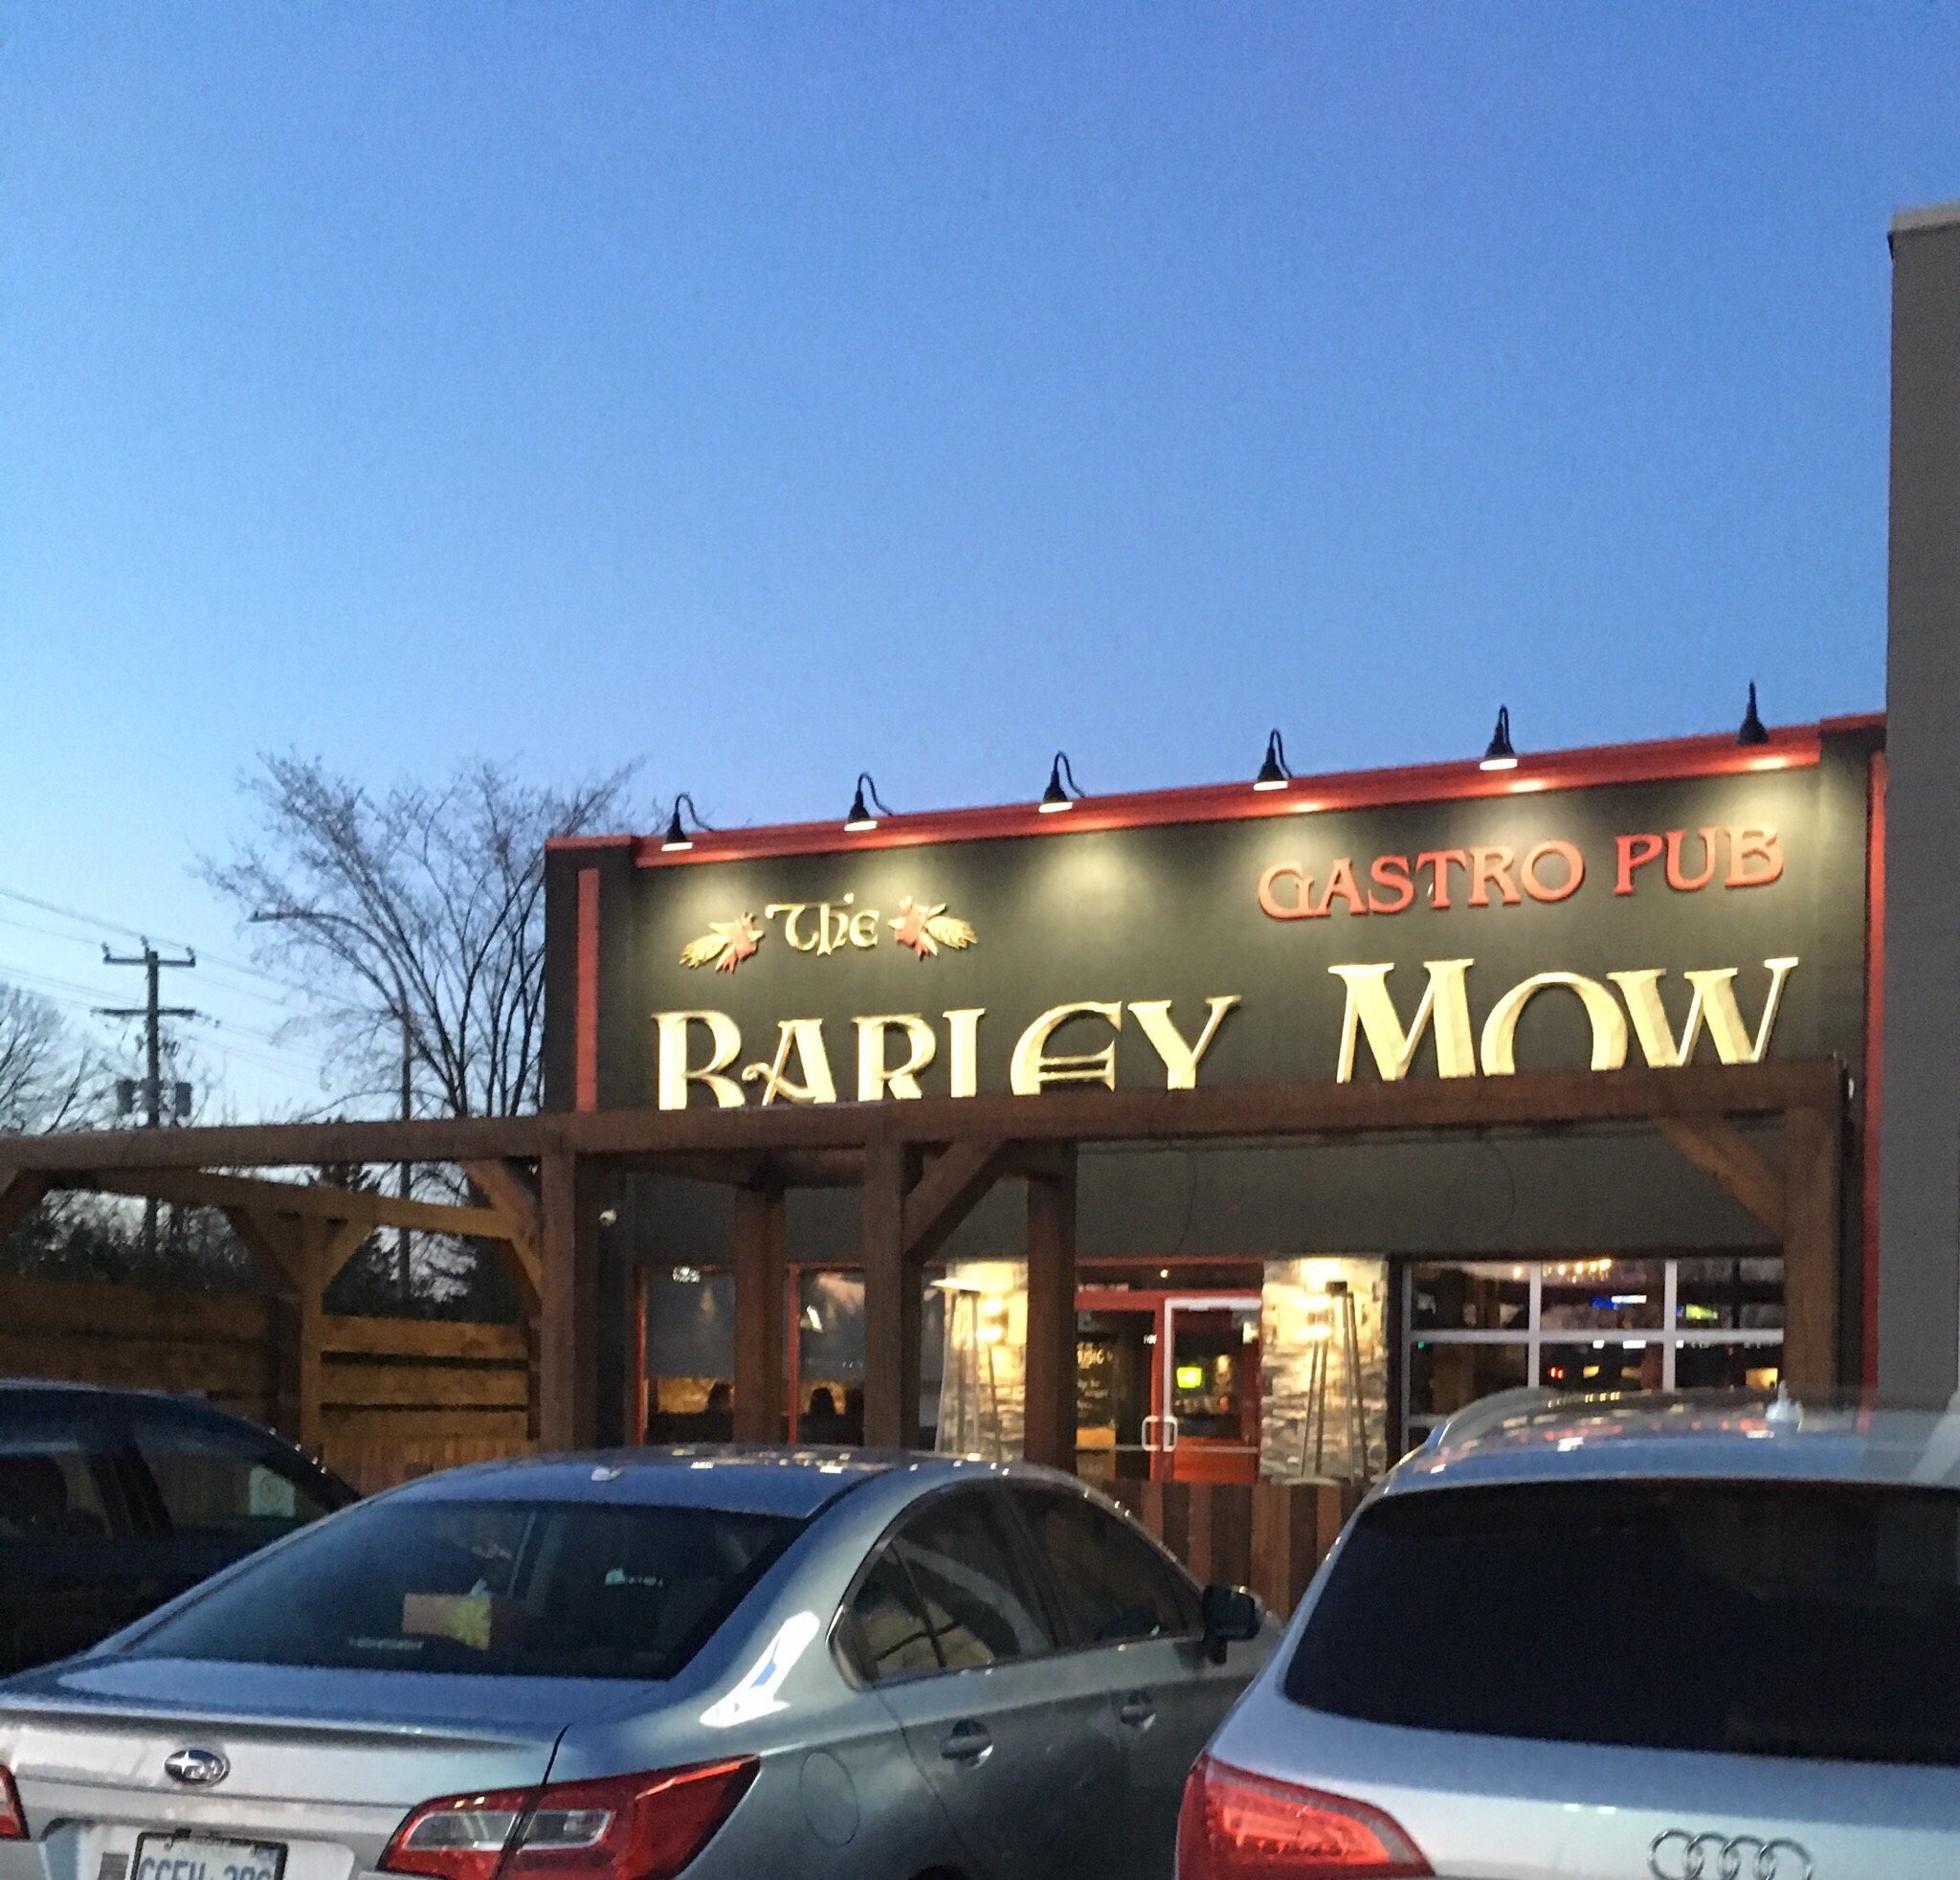 The
GASTRO PUB
BARLEY MOW